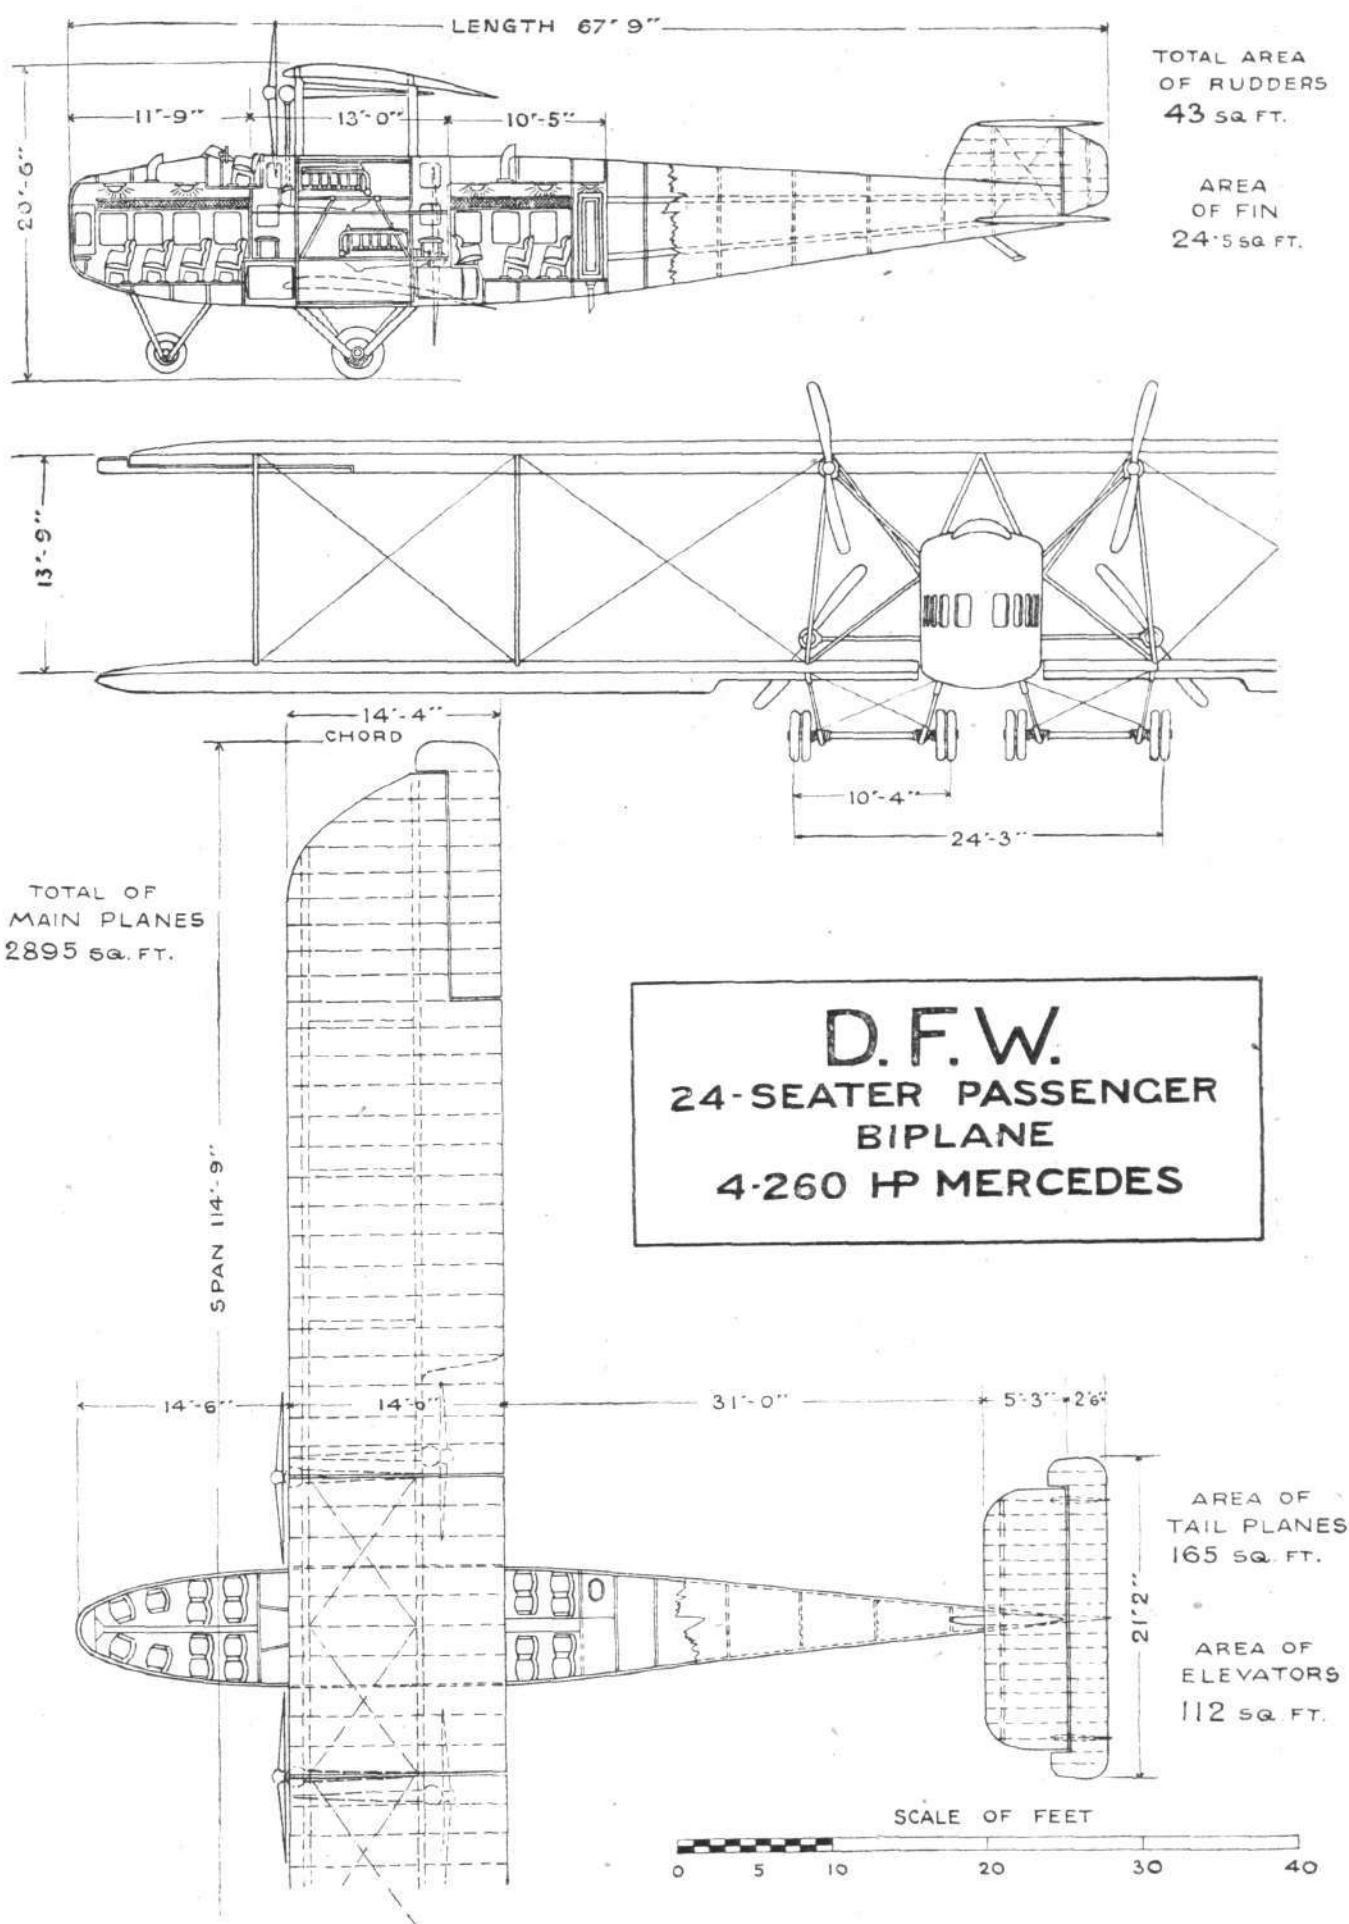 LENGTH 67'-9"
TOTAL AREA
OF RUDDERS
43 SQ FT.
11'-9"
13'-0"
10'-5"
20'-6"
AREA
OF FIN
24·5 SQ FT.
13'-9"
14'-4"
CHORD
10'-4"
24'-3"
TOTAL OF
MAIN PLANES
2895 SQ. FT.
D. F. W.
24-SEATER PASSENGER
BIPLANE
4-260 HP MERCEDES
SPAN 114'-9"
14'-6"
31'-0"
5'-3"
2'6"
AREA OF
TAIL PLANES
165 SQ. FT.
21'2"
AREA OF
ELEVATORS
112 SQ. FT.
SCALE OF FEET
0 5 10 20 30 40